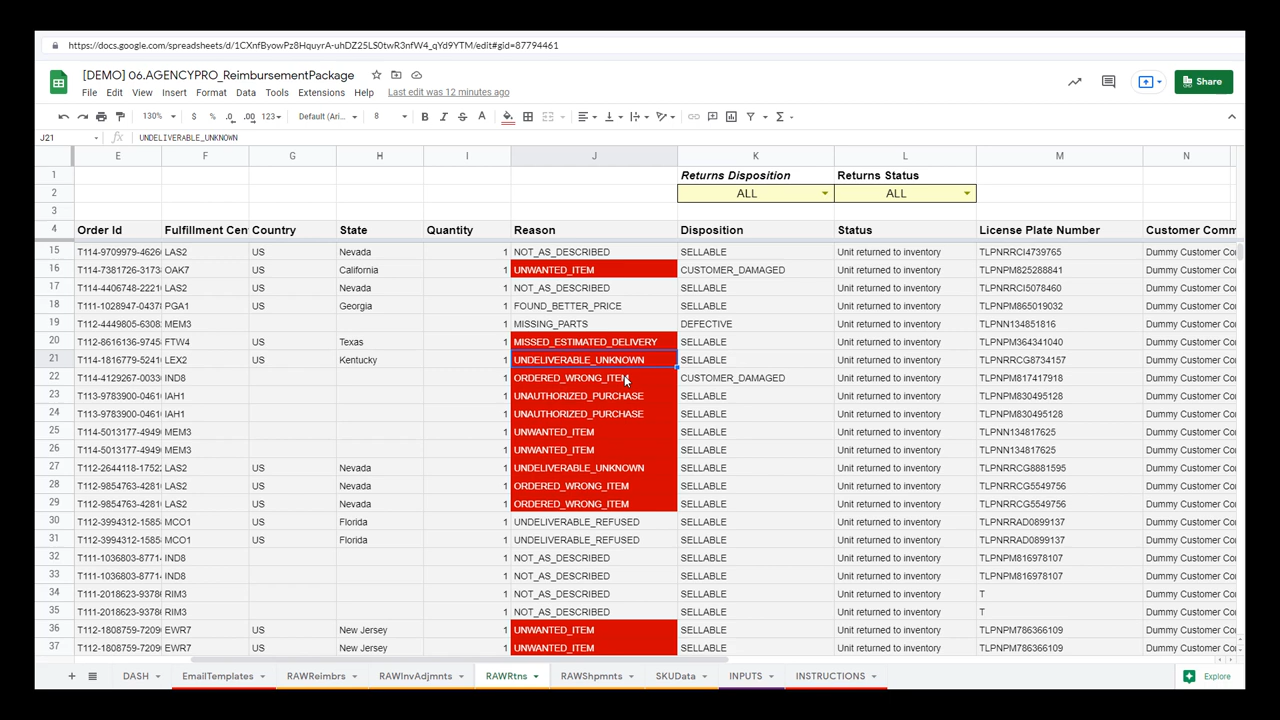 https://docs.google.com/spreadsheets/d/1CXnfByowPz8HquyrA-uhDZ25LS0twR3nfW4_qYd9YTM/edit#gid=87794461
[DEMO] 06.AGENCYPRO_ReimbursementPackage
File Edit View Insert Format Data Tools Extensions Help Last edit was 12 minutes ago
Share
130% $ % .0 .00 123 Default (Ari... 8 B I S A
J21 fx UNDELIVERABLE_UNKNOWN
E F G H I J K L M N
1 Returns Disposition Returns Status
2 ALL ALL
3
4 Order Id Fulfillment Cen Country State Quantity Reason Disposition Status License Plate Number Customer Comm
15 T114-9709979-4626 LAS2 US Nevada 1 NOT_AS_DESCRIBED SELLABLE Unit returned to inventory TLPNRRCI4739765 Dummy Customer Co
16 T114-7381726-3173 OAK7 US California 1 UNWANTED_ITEM CUSTOMER_DAMAGED Unit returned to inventory TLPNPM825288841 Dummy Customer Co
17 T114-4406748-2221 LAS2 US Nevada 1 NOT_AS_DESCRIBED SELLABLE Unit returned to inventory TLPNRRCI5078460 Dummy Customer Co
18 T111-1028947-0437 PGA1 US Georgia 1 FOUND_BETTER_PRICE SELLABLE Unit returned to inventory TLPNPM865019032 Dummy Customer Co
19 T112-4449805-6308 MEM3 1 MISSING_PARTS DEFECTIVE Unit returned to inventory TLPNN134851816 Dummy Customer Co
20 T112-8616136-9745 FTW4 US Texas 1 MISSED_ESTIMATED_DELIVERY SELLABLE Unit returned to inventory TLPNPM364341040 Dummy Customer Co
21 T114-1816779-5241 LEX2 US Kentucky 1 UNDELIVERABLE_UNKNOWN SELLABLE Unit returned to inventory TLPNRRCG8734157 Dummy Customer Co
22 T114-4129267-0033 IND8 1 ORDERED_WRONG_ITEM CUSTOMER_DAMAGED Unit returned to inventory TLPNPM817417918 Dummy Customer Co
23 T113-9783900-0461 IAH1 1 UNAUTHORIZED_PURCHASE SELLABLE Unit returned to inventory TLPNPM830495128 Dummy Customer Co
24 T113-9783900-0461 IAH1 1 UNAUTHORIZED_PURCHASE SELLABLE Unit returned to inventory TLPNPM830495128 Dummy Customer Co
25 T114-5013177-4949 MEM3 1 UNWANTED_ITEM SELLABLE Unit returned to inventory TLPNN134817625 Dummy Customer Co
26 T114-5013177-4949 MEM3 1 UNWANTED_ITEM SELLABLE Unit returned to inventory TLPNN134817625 Dummy Customer Co
27 T112-2644118-1752 LAS2 US Nevada 1 UNDELIVERABLE_UNKNOWN SELLABLE Unit returned to inventory TLPNRRCG8881595 Dummy Customer Co
28 T112-9854763-4281 LAS2 US Nevada 1 ORDERED_WRONG_ITEM SELLABLE Unit returned to inventory TLPNRRCG5549756 Dummy Customer Co
29 T112-9854763-4281 LAS2 US Nevada 1 ORDERED_WRONG_ITEM SELLABLE Unit returned to inventory TLPNRRCG5549756 Dummy Customer Co
30 T112-3994312-1585 MCO1 US Florida 1 UNDELIVERABLE_REFUSED SELLABLE Unit returned to inventory TLPNRRAD0899137 Dummy Customer Co
31 T112-3994312-1585 MCO1 US Florida 1 UNDELIVERABLE_REFUSED SELLABLE Unit returned to inventory TLPNRRAD0899137 Dummy Customer Co
32 T111-1036803-8771 IND8 1 NOT_AS_DESCRIBED SELLABLE Unit returned to inventory TLPNPM816978107 Dummy Customer Co
33 T111-1036803-8771 IND8 1 NOT_AS_DESCRIBED SELLABLE Unit returned to inventory TLPNPM816978107 Dummy Customer Co
34 T111-2018623-9378 RIM3 1 NOT_AS_DESCRIBED SELLABLE Unit returned to inventory T Dummy Customer Co
35 T111-2018623-9378 RIM3 1 NOT_AS_DESCRIBED SELLABLE Unit returned to inventory T Dummy Customer Co
36 T112-1808759-7209 EWR7 US New Jersey 1 UNWANTED_ITEM SELLABLE Unit returned to inventory TLPNPM786366109 Dummy Customer Co
37 T112-1808759-7209 EWR7 US New Jersey 1 UNWANTED_ITEM SELLABLE Unit returned to inventory TLPNPM786366109 Dummy Customer Co
DASH EmailTemplates RAWReimbrs RAWInvAdjmnts RAWRtns RAWShpmnts SKUData INPUTS INSTRUCTIONS Explore